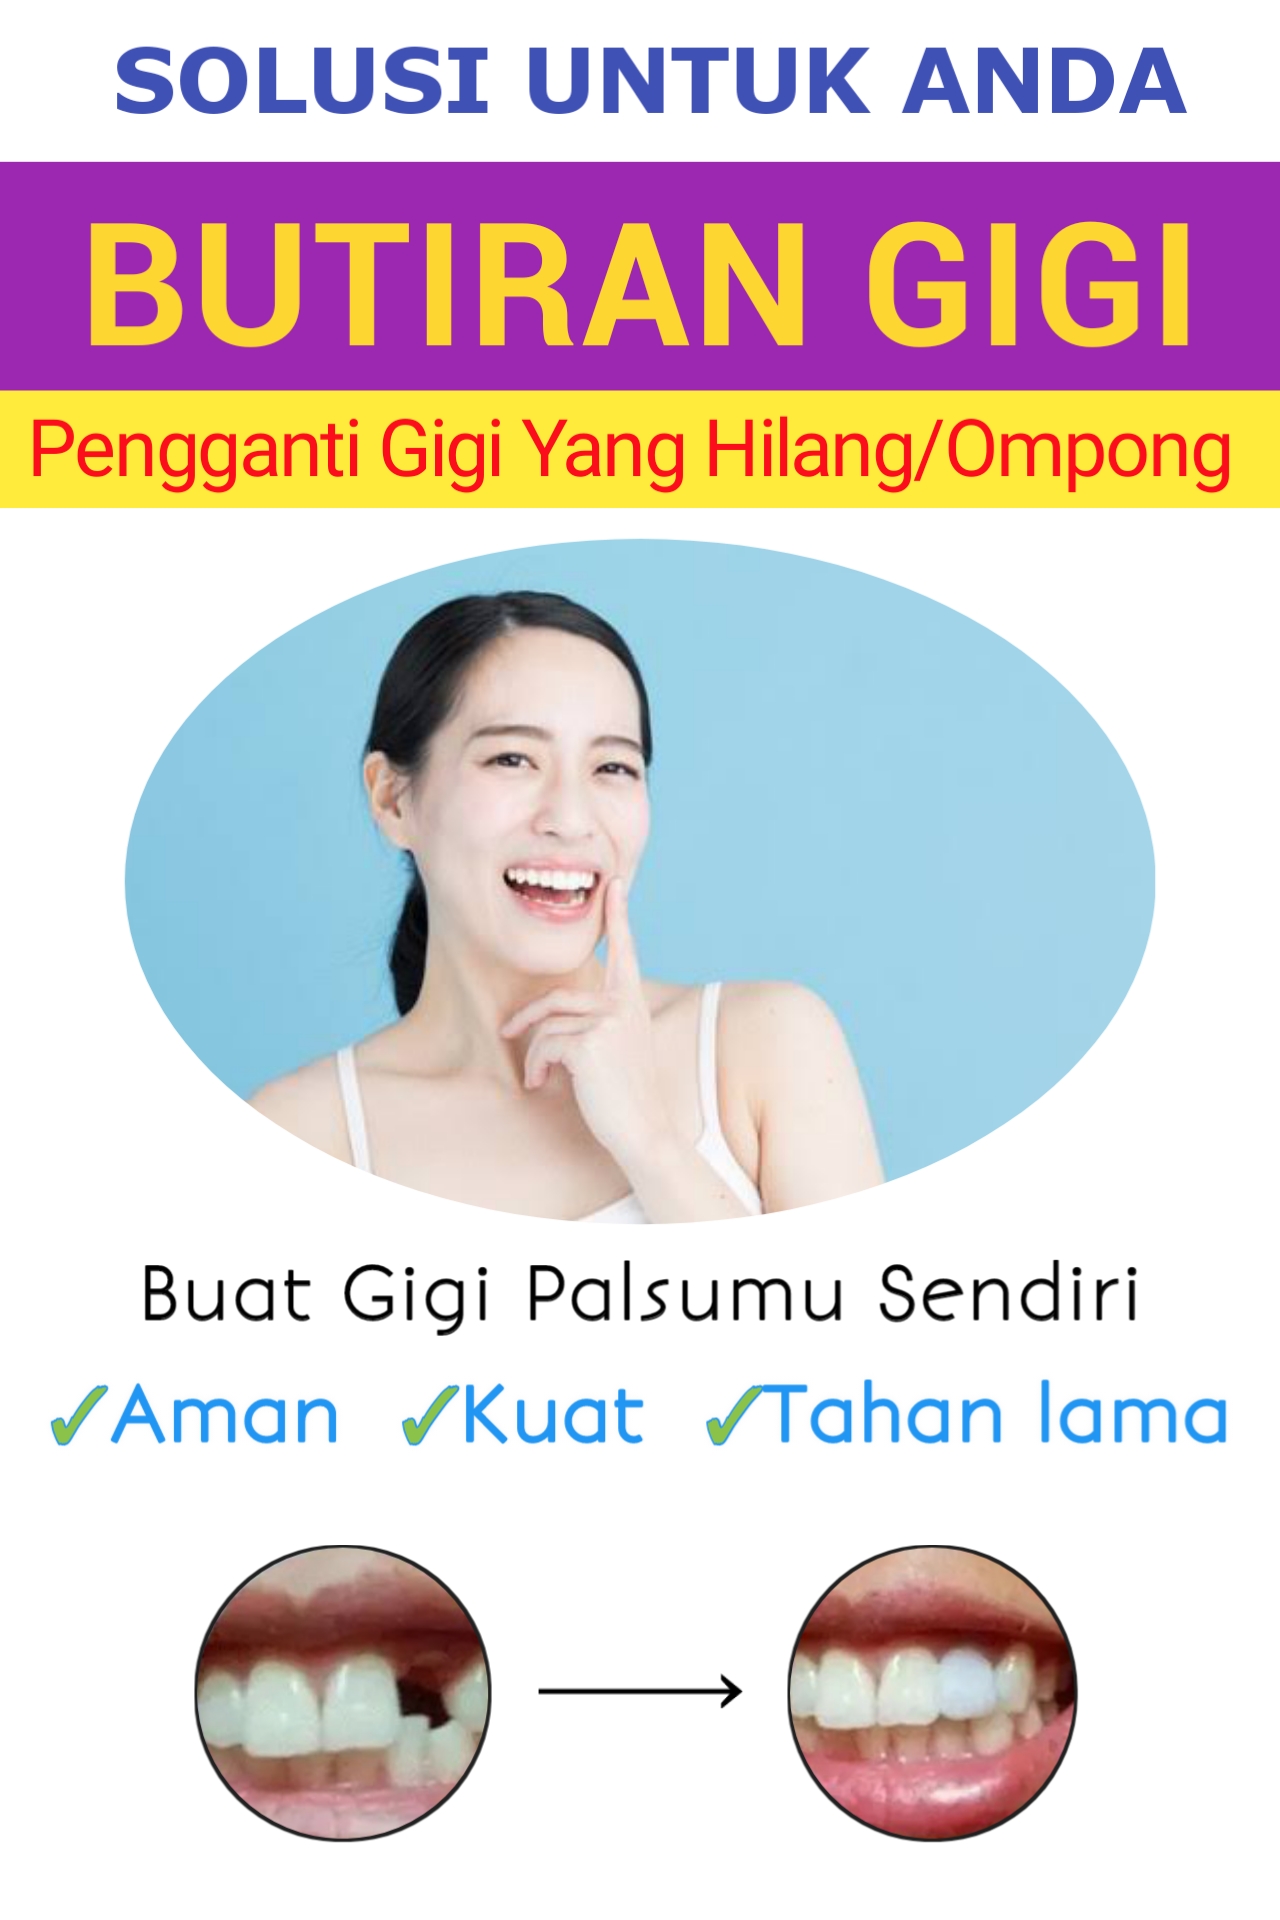 SOLUSI UNTUK ANDA
BUTIRAN GIGI
Pengganti Gigi Yang Hilang/Ompong
Buat Gigi Palsumu Sendiri
✓Aman ✓Kuat ✓Tahan lama